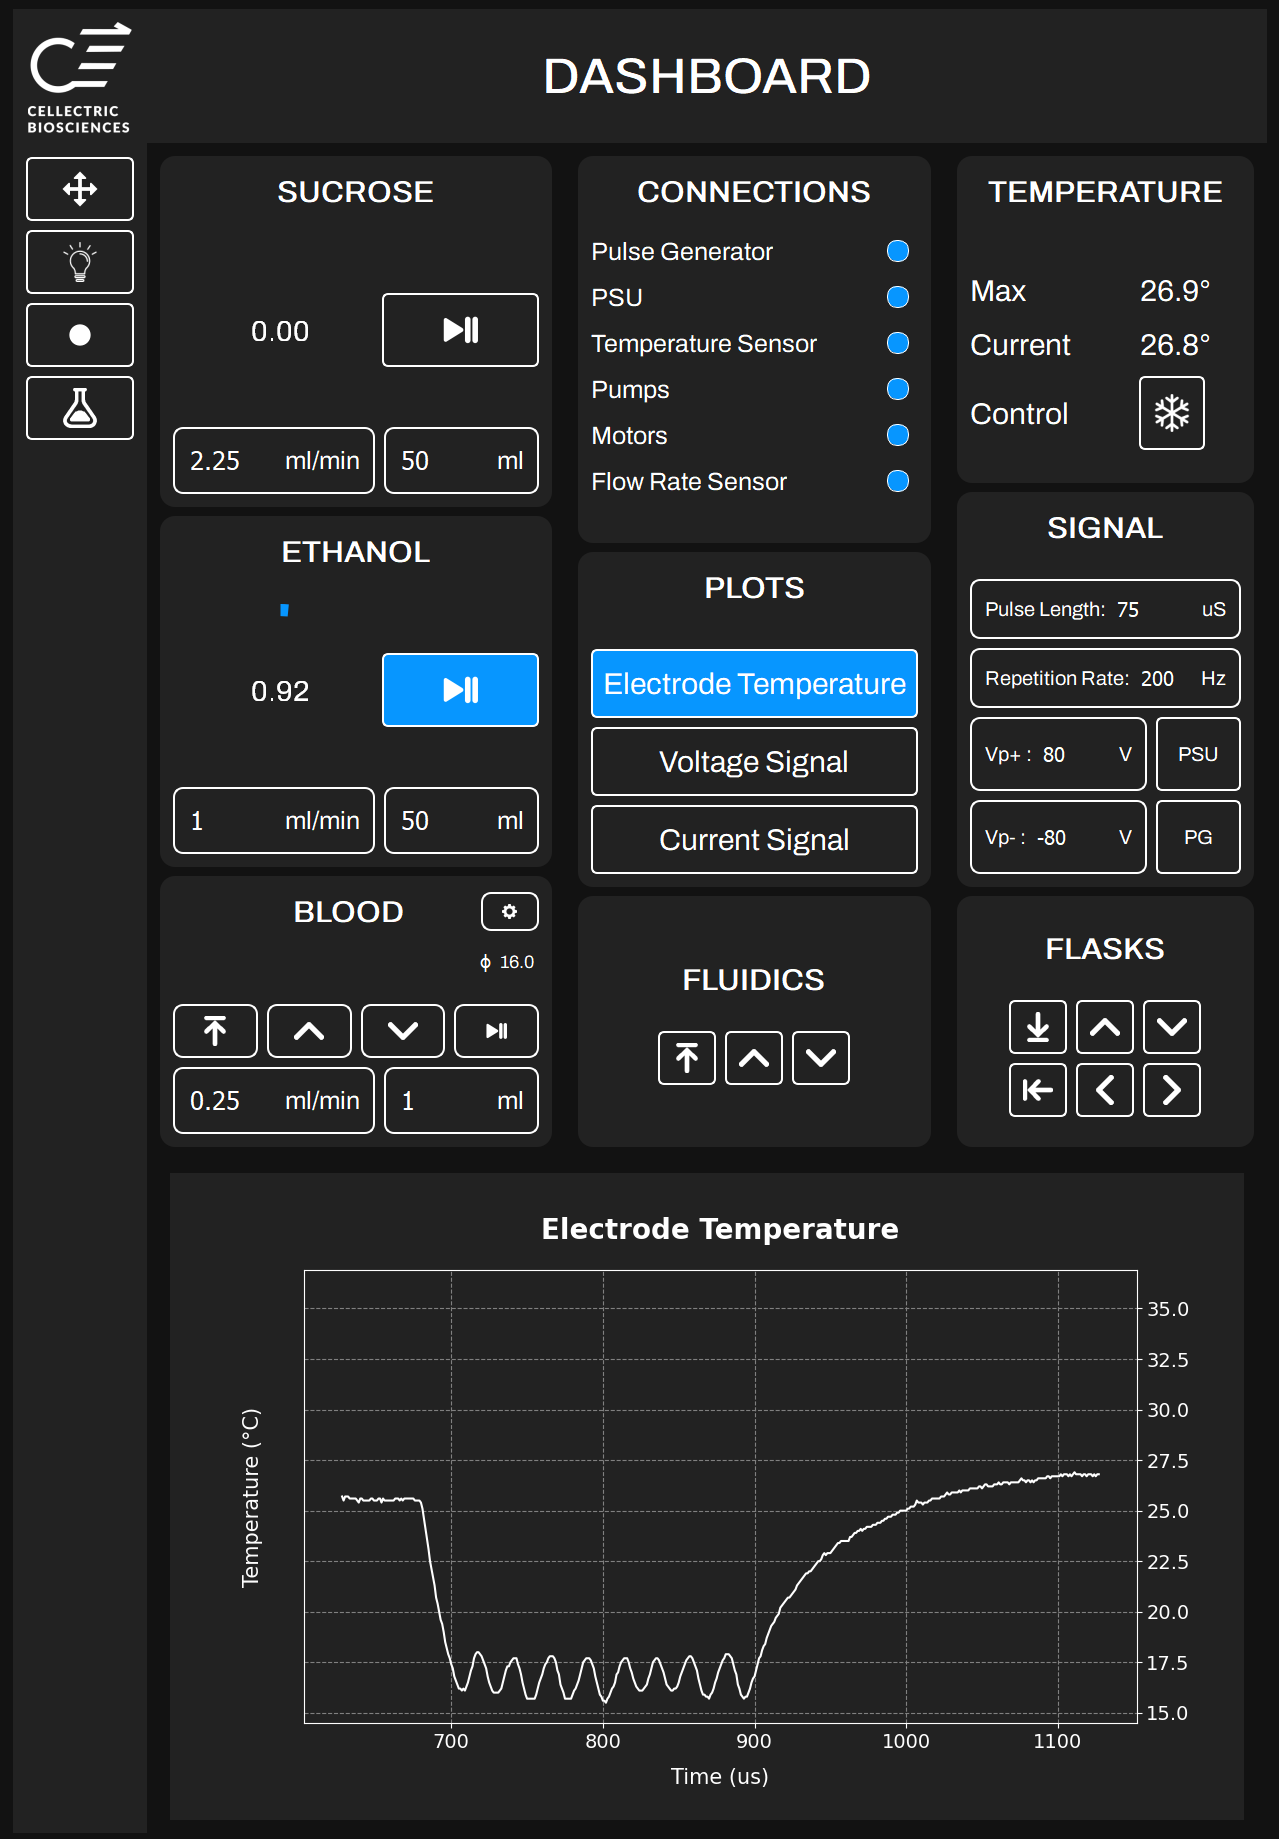 CELLECTRIC
BIOSCIENCES
DASHBOARD
SUCROSE
0.00
2.25 ml/min 50 ml
ETHANOL
0.92
1 ml/min 50 ml
BLOOD
ϕ 16.0
0.25 ml/min 1 ml
CONNECTIONS
Pulse Generator
PSU
Temperature Sensor
Pumps
Motors
Flow Rate Sensor
PLOTS
Electrode Temperature
Voltage Signal
Current Signal
FLUIDICS
TEMPERATURE
Max 26.9°
Current 26.8°
Control
SIGNAL
Pulse Length: 75 uS
Repetition Rate: 200 Hz
Vp+ : 80 V PSU
Vp- : -80 V PG
FLASKS
Electrode Temperature
Temperature (°C)
35.0
32.5
30.0
27.5
25.0
22.5
20.0
17.5
15.0
700 800 900 1000 1100
Time (us)